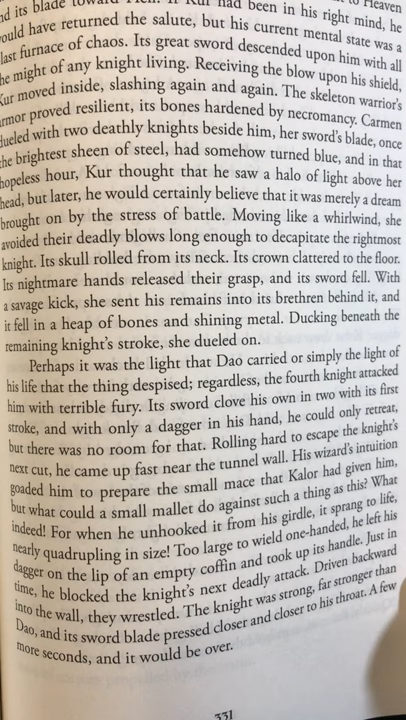 its blade toward Hell. If Kur had been in his right mind, he
would have returned the salute, but his current mental state was a
last furnace of chaos. Its great sword descended upon him with all
he might of any knight living. Receiving the blow upon his shield,
Kur moved inside, slashing again and again. The skeleton warrior's
armor proved resilient, its bones hardened by necromancy. Carmen
dueled with two deathly knights beside him, her sword's blade, once
the brightest sheen of steel, had somehow turned blue, and in that
hopeless hour, Kur thought that he saw a halo of light above her
head, but later, he would certainly believe that it was merely a dream
brought on by the stress of battle. Moving like a whirlwind, she
avoided their deadly blows long enough to decapitate the rightmost
knight. Its skull rolled from its neck. Its crown clattered to the floor.
Its nightmare hands released their grasp, and its sword fell. With
a savage kick, she sent his remains into its brethren behind it, and
it fell in a heap of bones and shining metal. Ducking beneath the
remaining knight's stroke, she dueled on.
Perhaps it was the light that Dao carried or simply the light of
his life that the thing despised; regardless, the fourth knight attacked
him with terrible fury. Its sword clove his own in two with its first
stroke, and with only a dagger in his hand, he could only retreat,
but there was no room for that. Rolling hard to escape the knight's
next cut, he came up fast near the tunnel wall. His wizard's intuition
goaded him to prepare the small mace that Kalor had given him,
but what could a small mallet do against such a thing as this? What
indeed! For when he unhooked it from his girdle, it sprang to life,
nearly quadrupling in size! Too large to wield one-handed, he left his
dagger on the lip of an empty coffin and took up its handle. Just in
time, he blocked the knight's next deadly attack. Driven backward
into the wall, they wrestled. The knight was strong, far stronger than
Dao, and its sword blade pressed closer and closer to his throat. A few
more seconds, and it would be over.
331